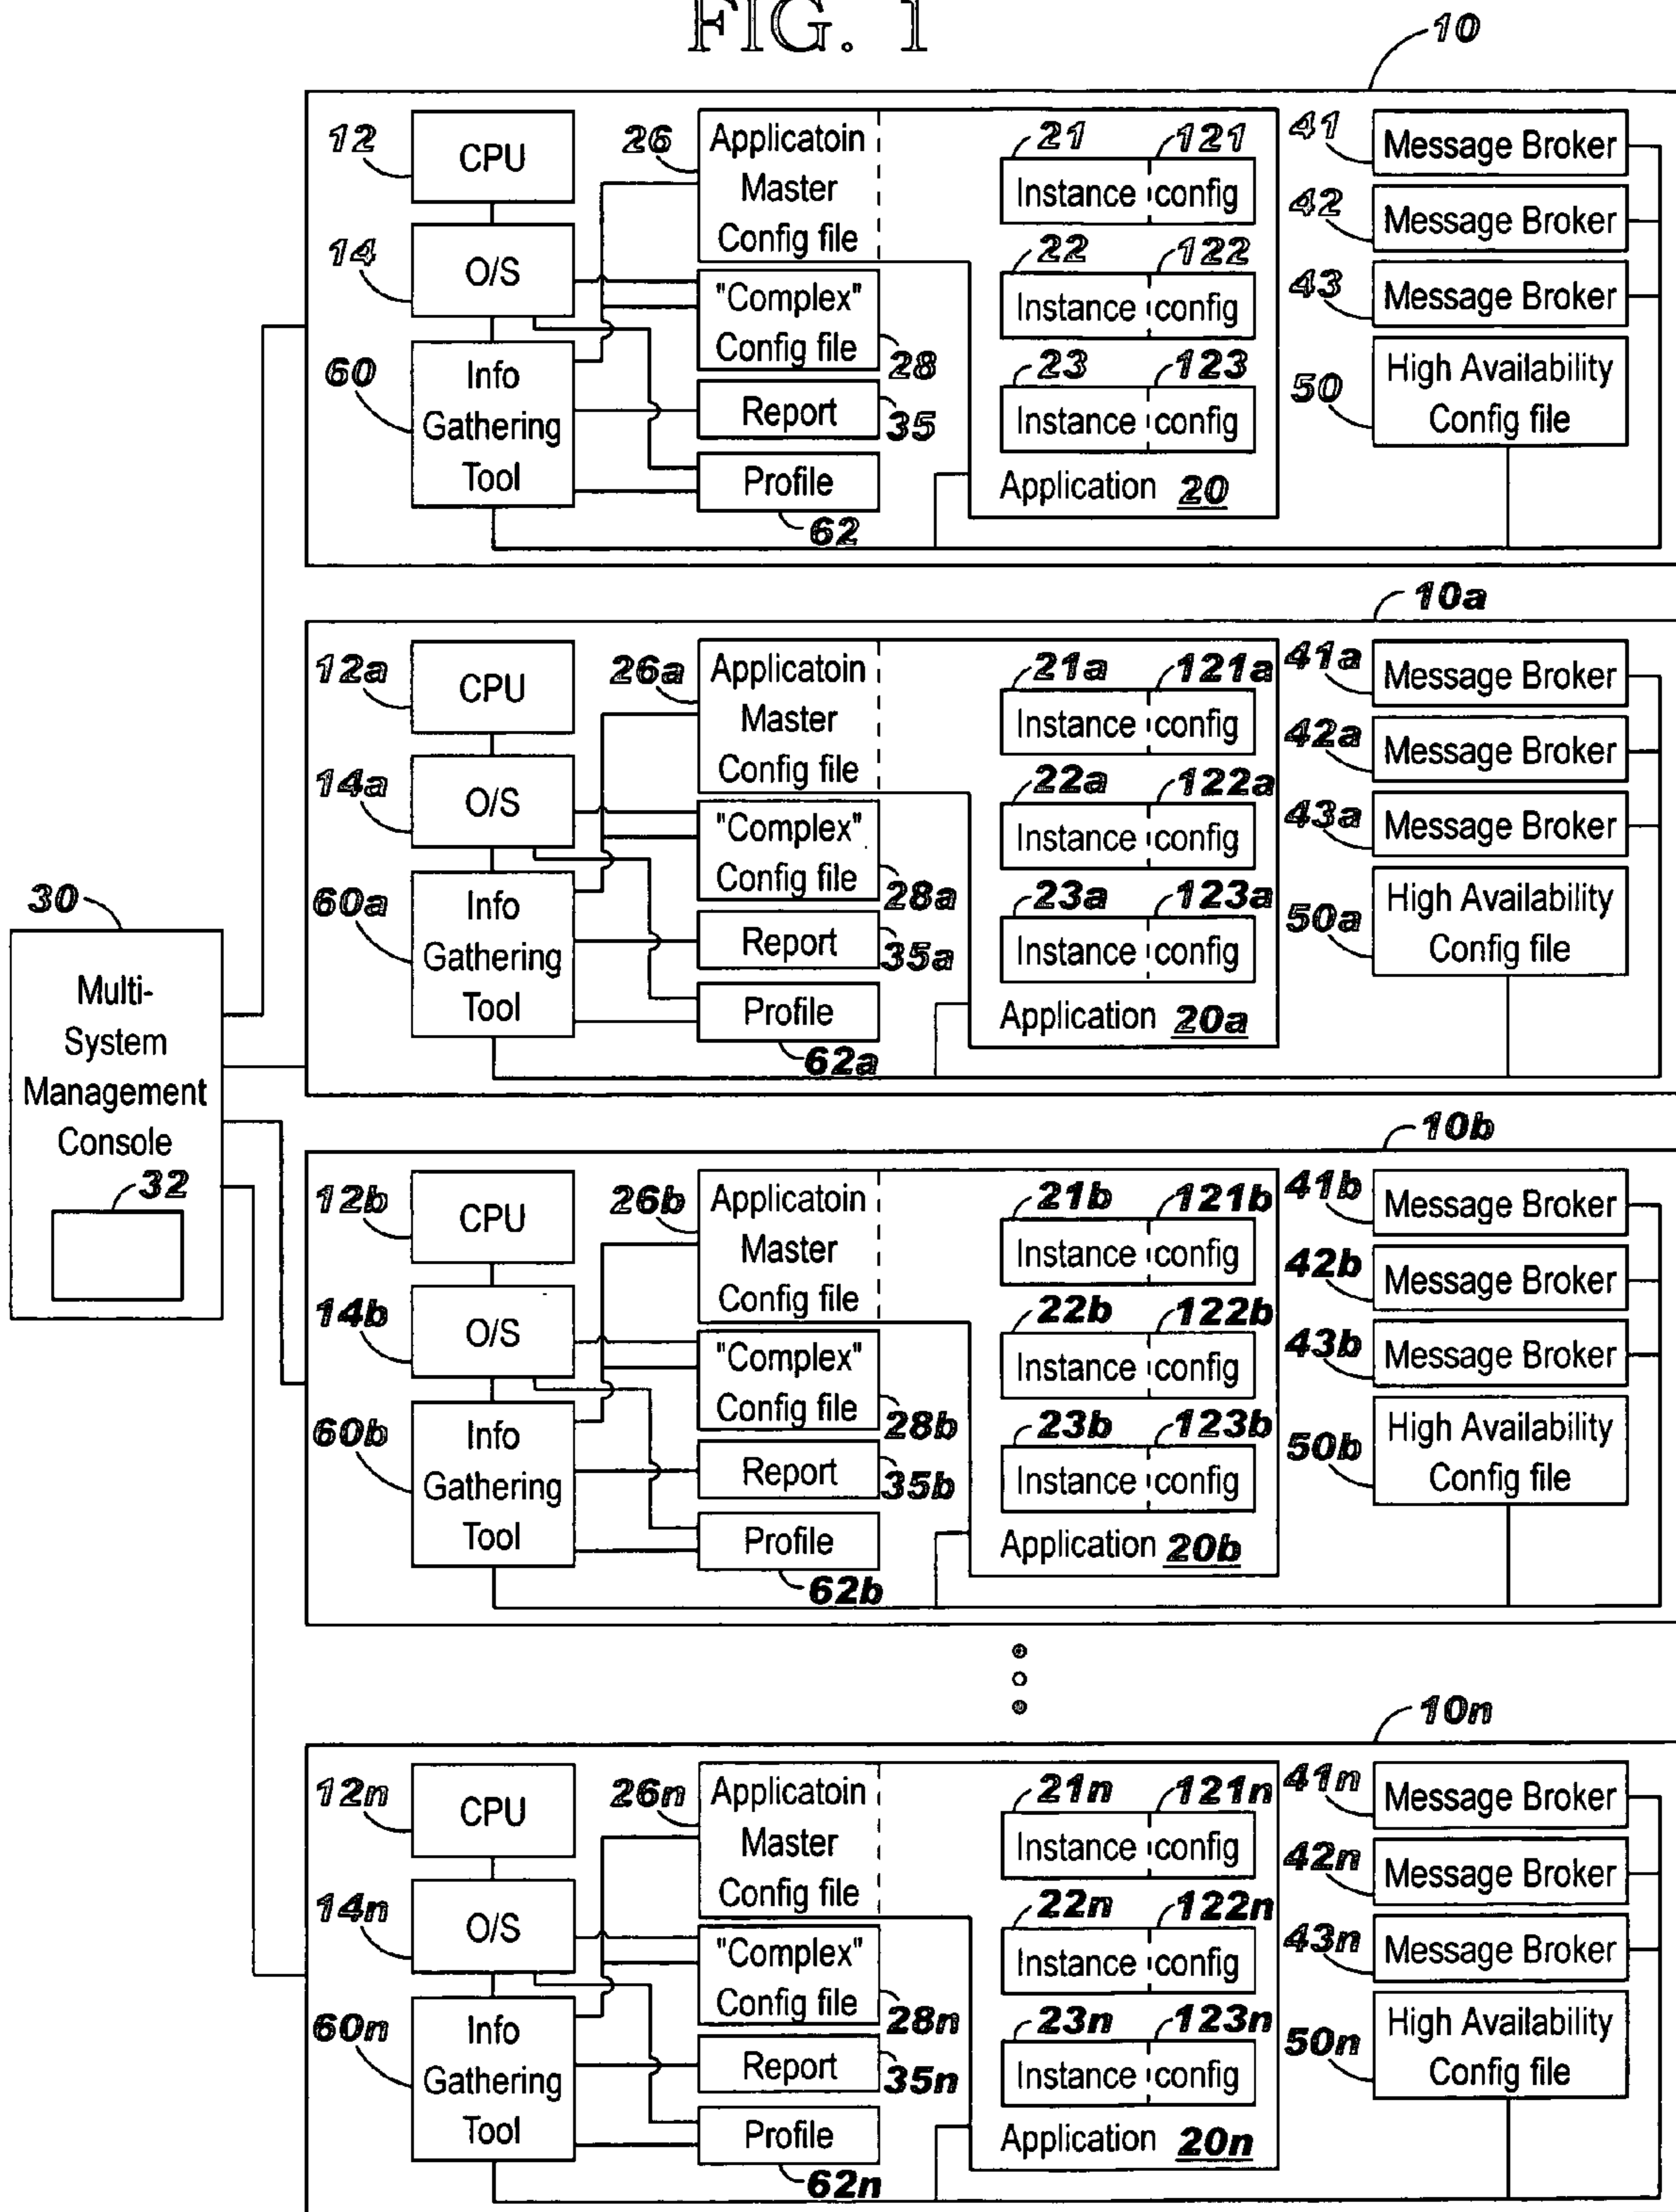 FIG. 1
10
12
CPU
14
O/S
60
Info
Gathering
Tool
26
Applicatoin
Master
Config file
"Complex"
Config file
28
Report
35
Profile
62
21
121
Instance
config
22
122
Instance
config
23
123
Instance
config
Application 20
41
Message Broker
42
Message Broker
43
Message Broker
50
High Availability
Config file
10a
12a
CPU
14a
O/S
60a
Info
Gathering
Tool
26a
Applicatoin
Master
Config file
"Complex"
Config file
28a
Report
35a
Profile
62a
21a
121a
Instance
config
22a
122a
Instance
config
23a
123a
Instance
config
Application 20a
41a
Message Broker
42a
Message Broker
43a
Message Broker
50a
High Availability
Config file
30
Multi-
System
Management
Console
32
10b
12b
CPU
14b
O/S
60b
Info
Gathering
Tool
26b
Applicatoin
Master
Config file
"Complex"
Config file
28b
Report
35b
Profile
62b
21b
121b
Instance
config
22b
122b
Instance
config
23b
123b
Instance
config
Application 20b
41b
Message Broker
42b
Message Broker
43b
Message Broker
50b
High Availability
Config file
10n
12n
CPU
14n
O/S
60n
Info
Gathering
Tool
26n
Applicatoin
Master
Config file
"Complex"
Config file
28n
Report
35n
Profile
62n
21n
121n
Instance
config
22n
122n
Instance
config
23n
123n
Instance
config
Application 20n
41n
Message Broker
42n
Message Broker
43n
Message Broker
50n
High Availability
Config file